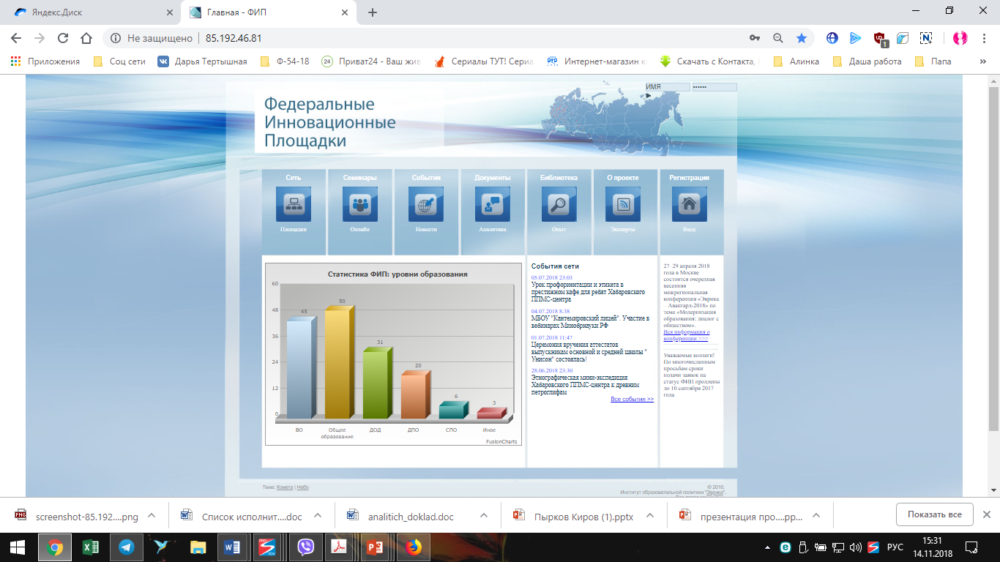 Яндекс.Диск
Главная - ФИП
Не защищено
85.192.46.81
Приложения
Соц сети
Дарья Тертышная
Ф-54-18
Приват24 - Ваш жив
Сериалы ТУТ! Сериа
Интернет-магазин к
Скачать с Контакта,
Алинка
Даша работа
Папа
»
Федеральные
Инновационные
Площадки
ИМЯ
••••••
Сеть
Семинары
События
Документы
Библиотека
О проекте
Регистрация
Площадки
Онлайн
Новости
Аналитика
Опыт
Эксперты
Вход
Статистика ФИП: уровни образования
60
48
36
24
12
0
45
50
31
20
6
3
ВО
Общее
образование
ДОД
ДПО
СПО
Иное
FusionCharts
События сети
05.07.2018 23:03
Урок профориентации и этикета в
престижном кафе для ребят Хабаровского
ППМС-центра
04.07.2018 8:38
МБОУ "Кантемировский лицей". Участие в
вебинарах Минобрнауки РФ
01.07.2018 11:47
Церемония вручения аттестатов
выпускникам основной и средней школы "
Унисон" состоялась!
28.06.2018 23:30
Этнографическая мини-экспедиция
Хабаровского ППМС-центра к древним
петроглифам
Все события >>
27–29 апреля 2018
года в Москве
состоится очередная
весенняя
межрегиональная
конференция «Эврика
– Авангард-2018» по
теме «Модернизация
образования: диалог с
обществом».
Вся информация о
конференции >>>
Уважаемые коллеги!
По многочисленным
просьбам сроки
подачи заявок на
статус ФИП продлены
до 10 сентября 2017
года
Тема: Комета | Небо
© 2010.
Институт образовательной политики "Эврика".
screenshot-85.192....png
Список исполнит....doc
analitich_doklad.doc
Пырков Киров (1).pptx
презентация про....pp...
Показать все
РУС
15:31
14.11.2018